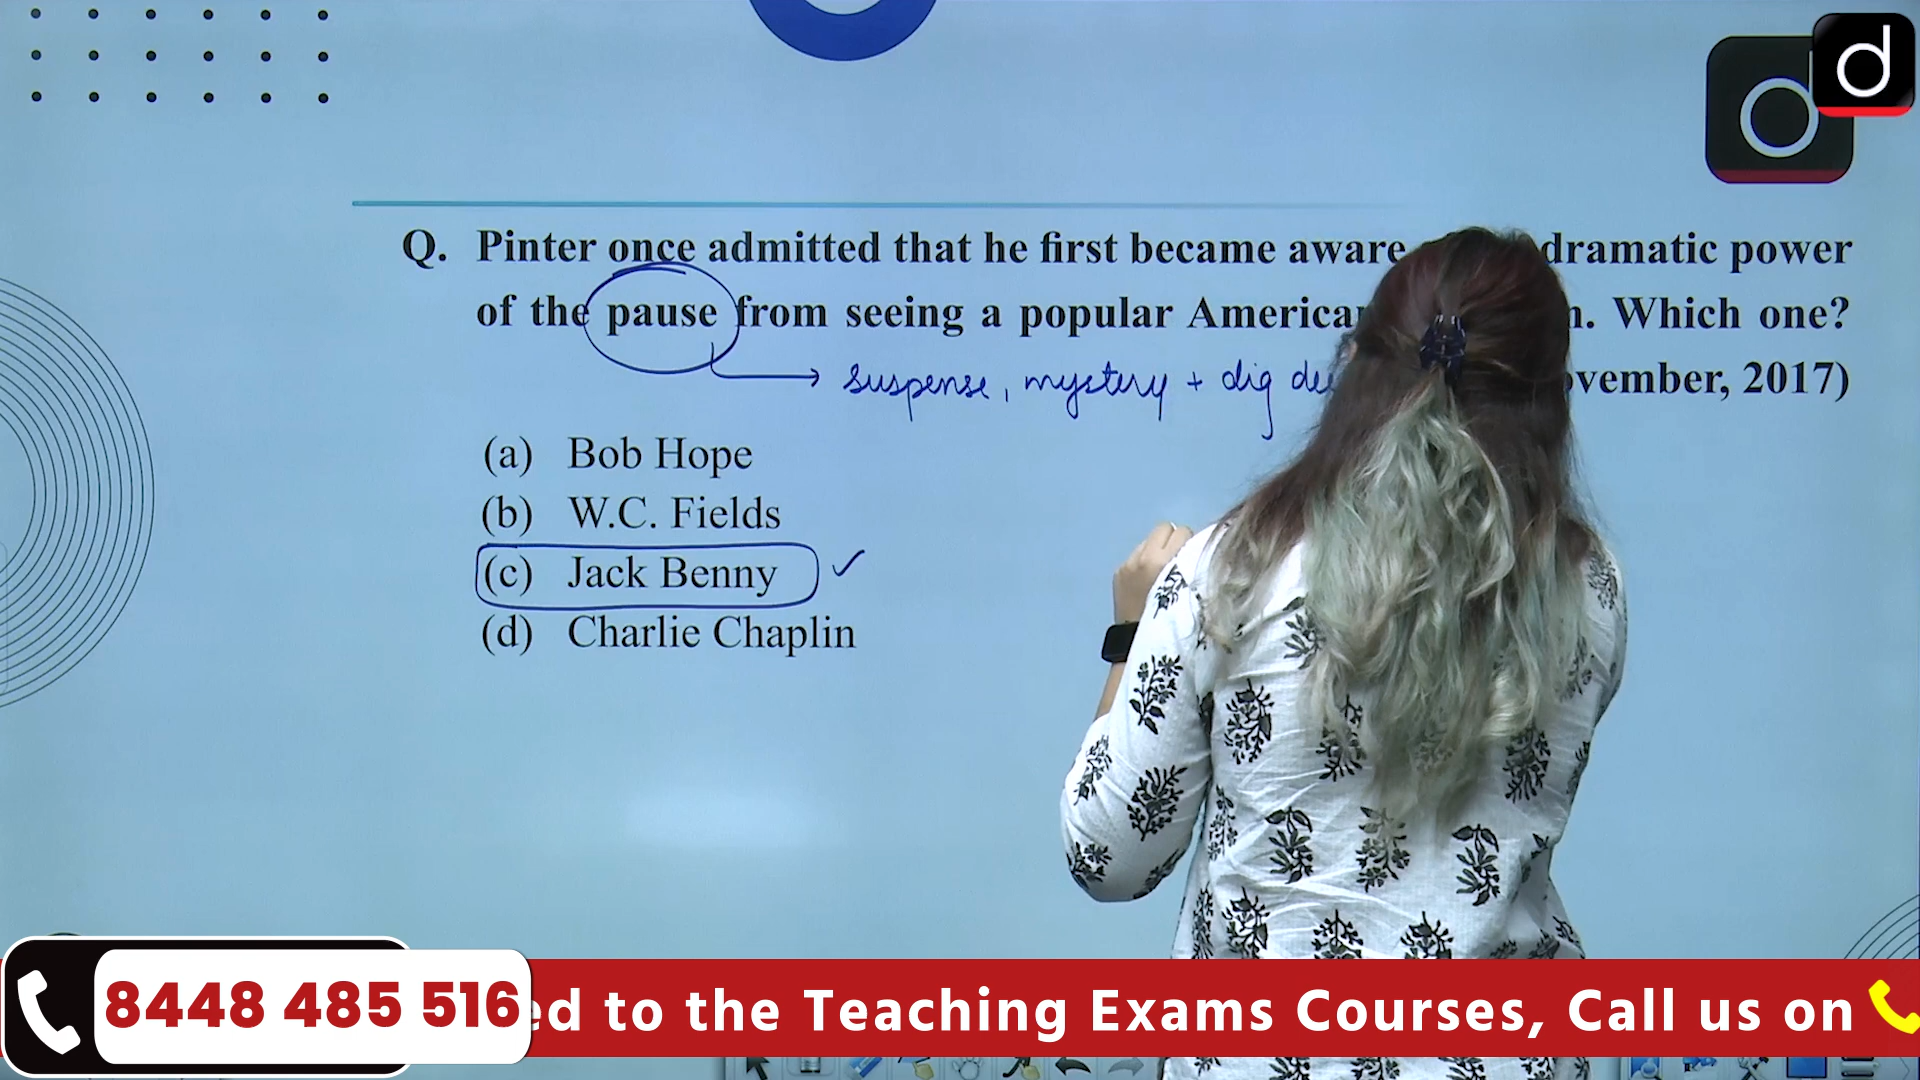 d
Q. Pinter once admitted that he first became aware dramatic power
of the pause from seeing a popular America n. Which one?
suspense, mystery + dig vember, 2017)
(a) Bob Hope
(b) W.C. Fields
(c) Jack Benny ✓
(d) Charlie Chaplin
8448 485 516 ed to the Teaching Exams Courses, Call us on